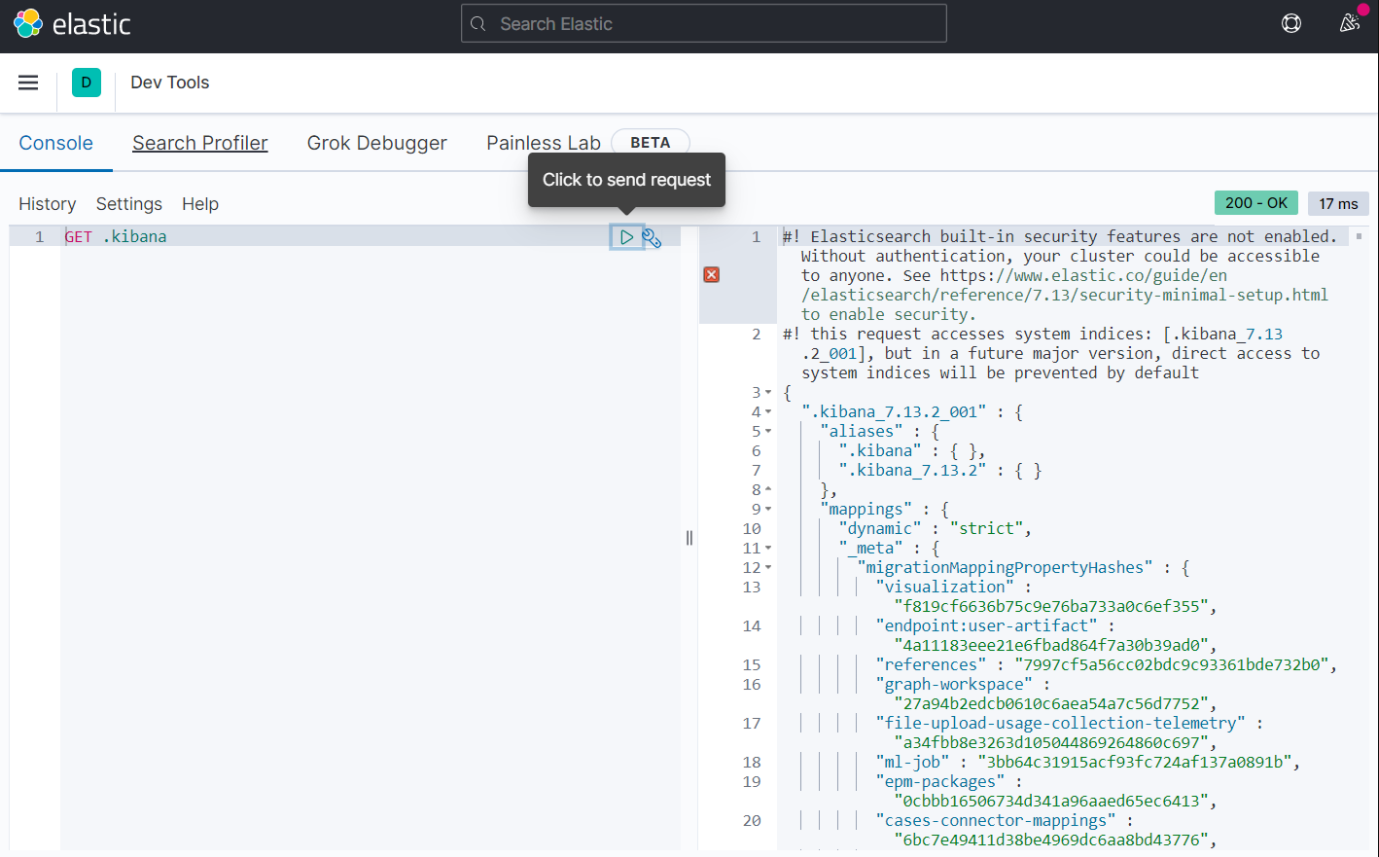 elastic
Search Elastic
D
Dev Tools
Console
Search Profiler
Grok Debugger
Painless Lab
BETA
Click to send request
History
Settings
Help
200 - OK
17 ms
1
GET .kibana
1
#! Elasticsearch built-in security features are not enabled.
Without authentication, your cluster could be accessible
to anyone. See https://www.elastic.co/guide/en
/elasticsearch/reference/7.13/security-minimal-setup.html
to enable security.
2
#! this request accesses system indices: [.kibana_7.13
.2_001], but in a future major version, direct access to
system indices will be prevented by default
3 {
4 ".kibana_7.13.2_001" : {
5 "aliases" : {
6 ".kibana" : { },
7 ".kibana_7.13.2" : { }
8 },
9 "mappings" : {
10 "dynamic" : "strict",
11 "_meta" : {
12 "migrationMappingPropertyHashes" : {
13 "visualization" :
"f819cf6636b75c9e76ba733a0c6ef355",
14 "endpoint:user-artifact" :
"4a11183eee21e6fbad864f7a30b39ad0",
15 "references" : "7997cf5a56cc02bdc9c93361bde732b0",
16 "graph-workspace" :
"27a94b2edcb0610c6aea54a7c56d7752",
17 "file-upload-usage-collection-telemetry" :
"a34fbb8e3263d105044869264860c697",
18 "ml-job" : "3bb64c31915acf93fc724af137a0891b",
19 "epm-packages" :
"0cbbb16506734d341a96aaed65ec6413",
20 "cases-connector-mappings" :
"6bc7e49411d38be4969dc6aa8bd43776",